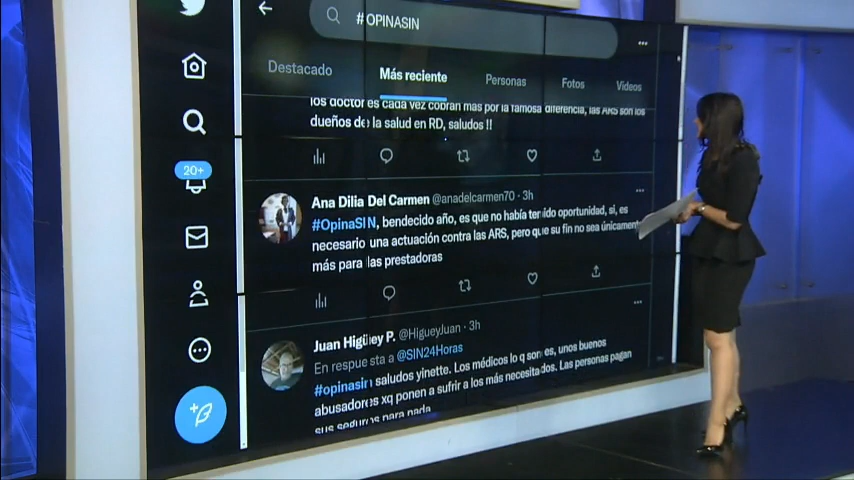 #OPINASIN
Destacado
Más reciente
Personas
Fotos
Videos
los doctor es cada vez cobran mas por la famosa diferencia, las ARS son los
dueños de la salud en RD, saludos !!
20+
Ana Dilia Del Carmen @anadelcarmen70 · 3h
#OpinaSIN, bendecido año, es que no había tenido oportunidad, si, es
necesario una actuación contra las ARS, pero que su fin no sea únicamente
más para las prestadoras
Juan Higüey P. @HigueyJuan · 3h
En respuesta a @SIN24Horas
#opinasin saludos yinette. Los médicos lo q son es, unos buenos
abusadores xq ponen a sufrir a los más necesitados. Las personas pagan
sus seguros para nada